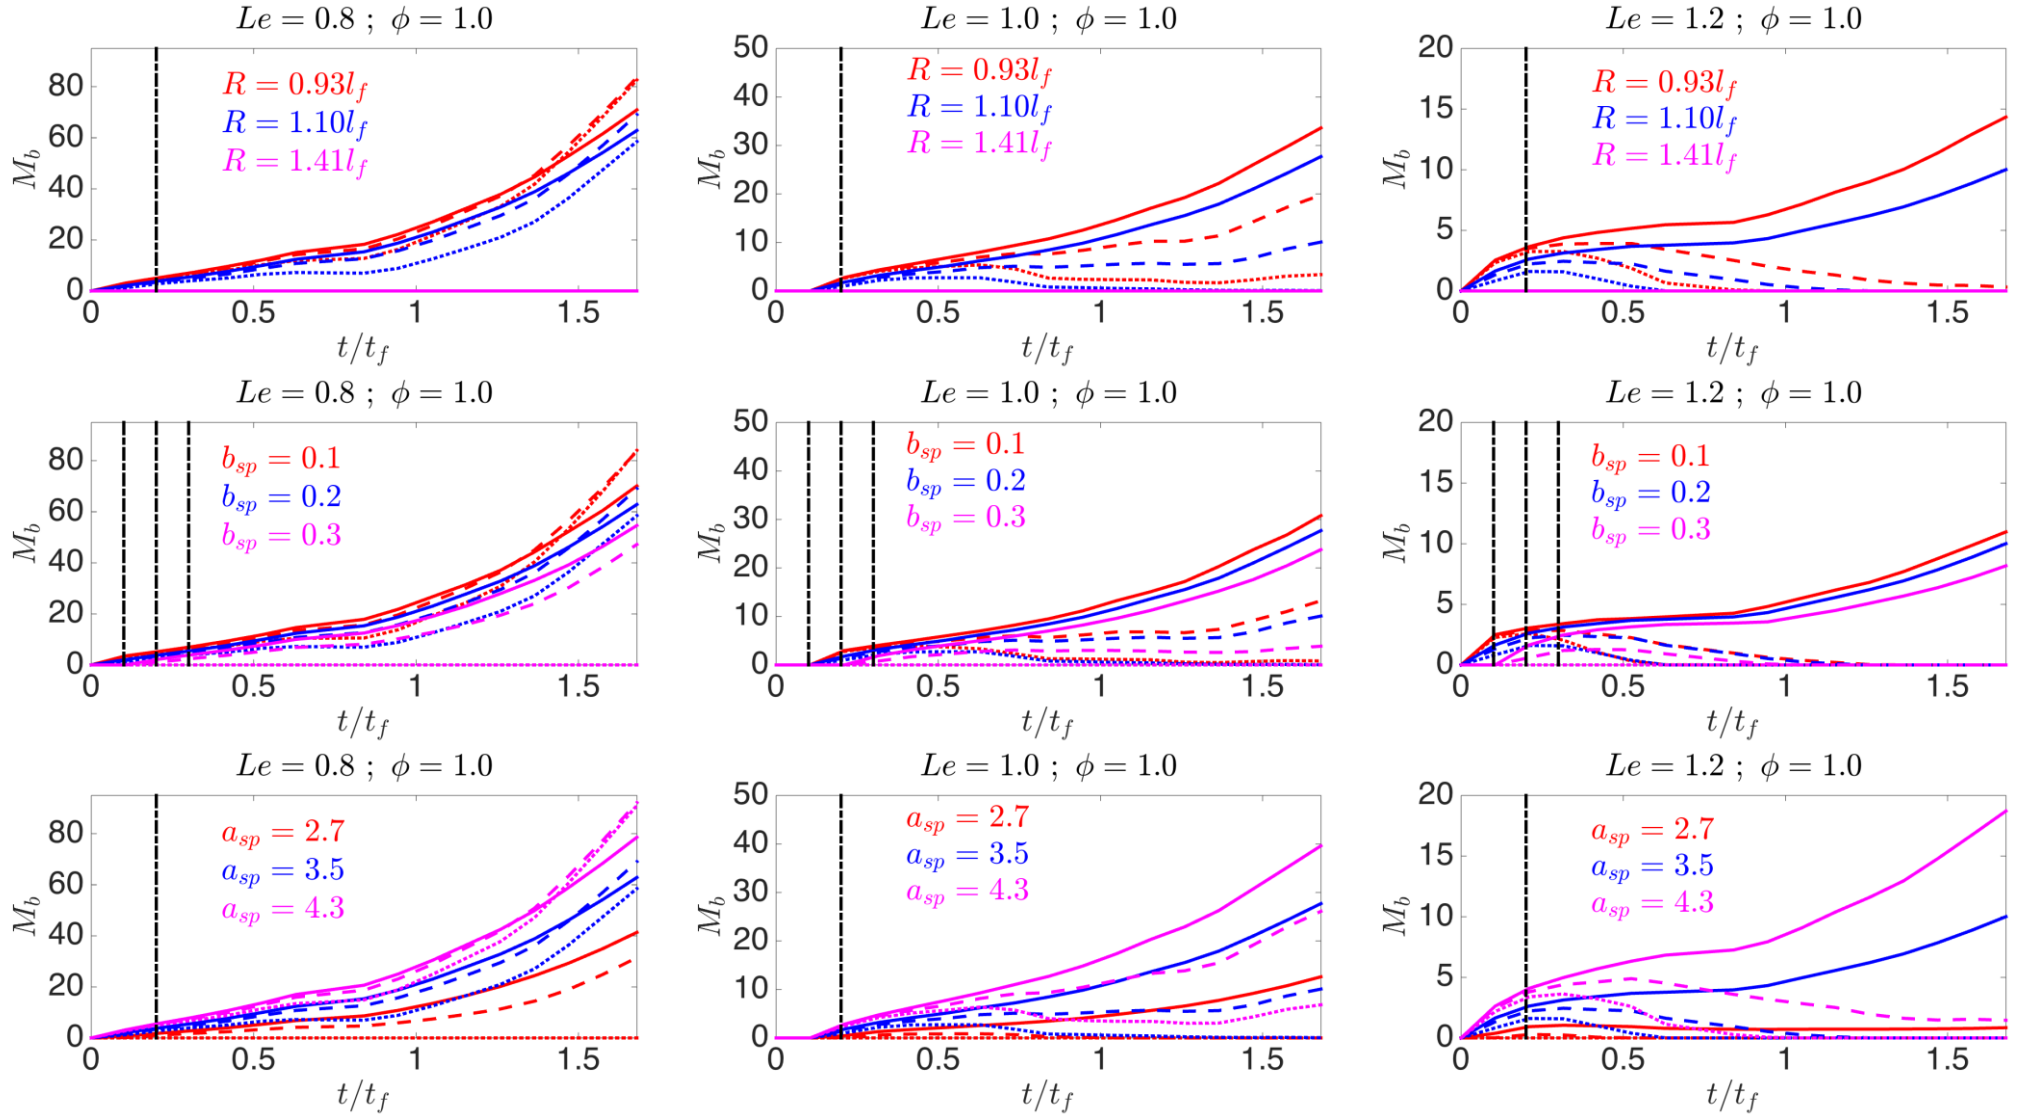 Le = 0.8 ; ϕ = 1.0
Le = 1.0 ; ϕ = 1.0
Le = 1.2 ; ϕ = 1.0
M_b
80
60
40
20
0
R = 0.93l_f
R = 1.10l_f
R = 1.41l_f
0 0.5 1 1.5
t/t_f
M_b
50
40
30
20
10
0
R = 0.93l_f
R = 1.10l_f
R = 1.41l_f
0 0.5 1 1.5
t/t_f
M_b
20
15
10
5
0
R = 0.93l_f
R = 1.10l_f
R = 1.41l_f
0 0.5 1 1.5
t/t_f
Le = 0.8 ; ϕ = 1.0
Le = 1.0 ; ϕ = 1.0
Le = 1.2 ; ϕ = 1.0
M_b
80
60
40
20
0
b_sp = 0.1
b_sp = 0.2
b_sp = 0.3
0 0.5 1 1.5
t/t_f
M_b
50
40
30
20
10
0
b_sp = 0.1
b_sp = 0.2
b_sp = 0.3
0 0.5 1 1.5
t/t_f
M_b
20
15
10
5
0
b_sp = 0.1
b_sp = 0.2
b_sp = 0.3
0 0.5 1 1.5
t/t_f
Le = 0.8 ; ϕ = 1.0
Le = 1.0 ; ϕ = 1.0
Le = 1.2 ; ϕ = 1.0
M_b
80
60
40
20
0
a_sp = 2.7
a_sp = 3.5
a_sp = 4.3
0 0.5 1 1.5
t/t_f
M_b
50
40
30
20
10
0
a_sp = 2.7
a_sp = 3.5
a_sp = 4.3
0 0.5 1 1.5
t/t_f
M_b
20
15
10
5
0
a_sp = 2.7
a_sp = 3.5
a_sp = 4.3
0 0.5 1 1.5
t/t_f